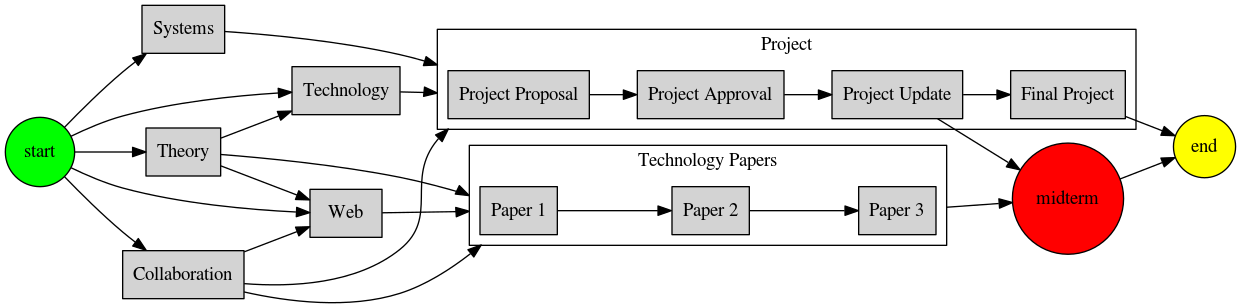 Systems
Project
Technology
Project Proposal
Project Approval
Project Update
Final Project
start
Theory
end
Technology Papers
Web
Paper 1
Paper 2
Paper 3
midterm
Collaboration